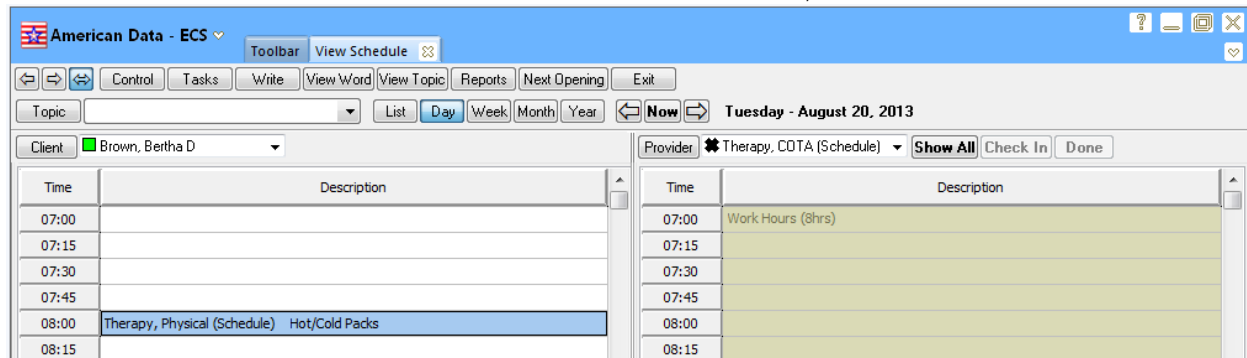 American Data - ECS
Toolbar View Schedule
?
Control Tasks Write View Word View Topic Reports Next Opening Exit
Topic List Day Week Month Year Now Tuesday - August 20, 2013
Client Brown, Bertha D Provider Therapy, COTA (Schedule) Show All Check In Done
Time Description Time Description
07:00 07:00 Work Hours (8hrs)
07:15 07:15
07:30 07:30
07:45 07:45
08:00 Therapy, Physical (Schedule) Hot/Cold Packs 08:00
08:15 08:15